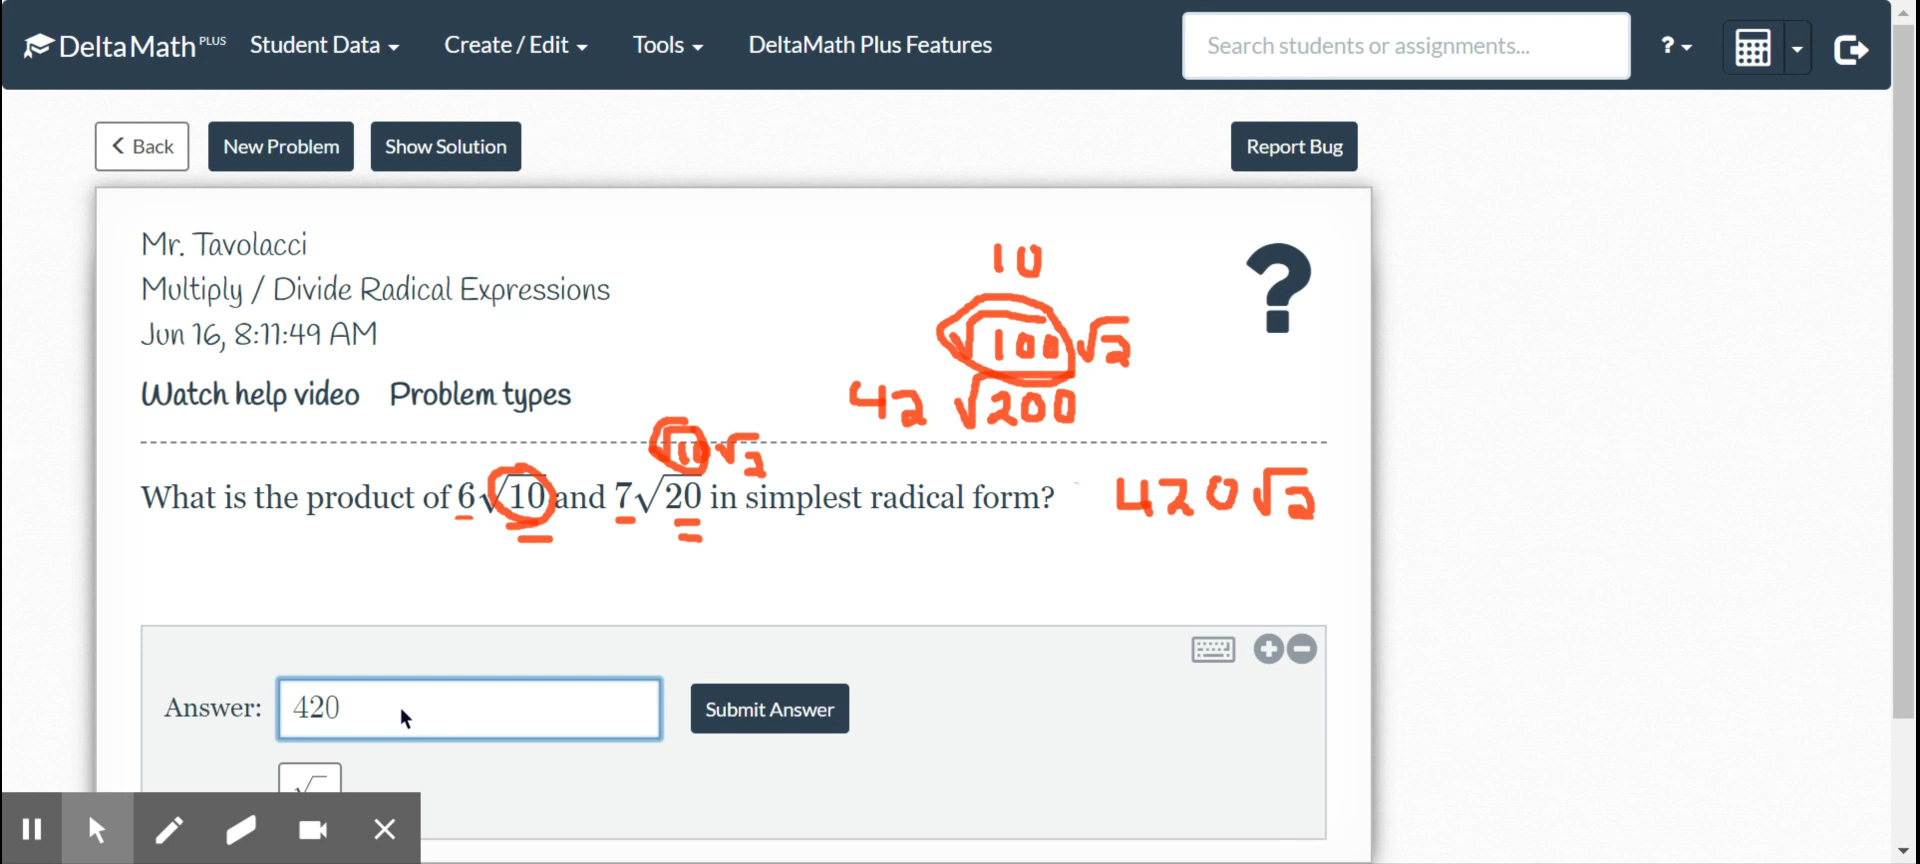 DeltaMath PLUS Student Data Create / Edit Tools DeltaMath Plus Features Search students or assignments... ?
Back New Problem Show Solution Report Bug
Mr. Tavolacci
Multiply / Divide Radical Expressions
Jun 16, 8:11:49 AM
Watch help video Problem types
?
10
√100 √2
42 √200
√10 √2
What is the product of 6√10 and 7√20 in simplest radical form? 420√2
Answer: 420 Submit Answer
√